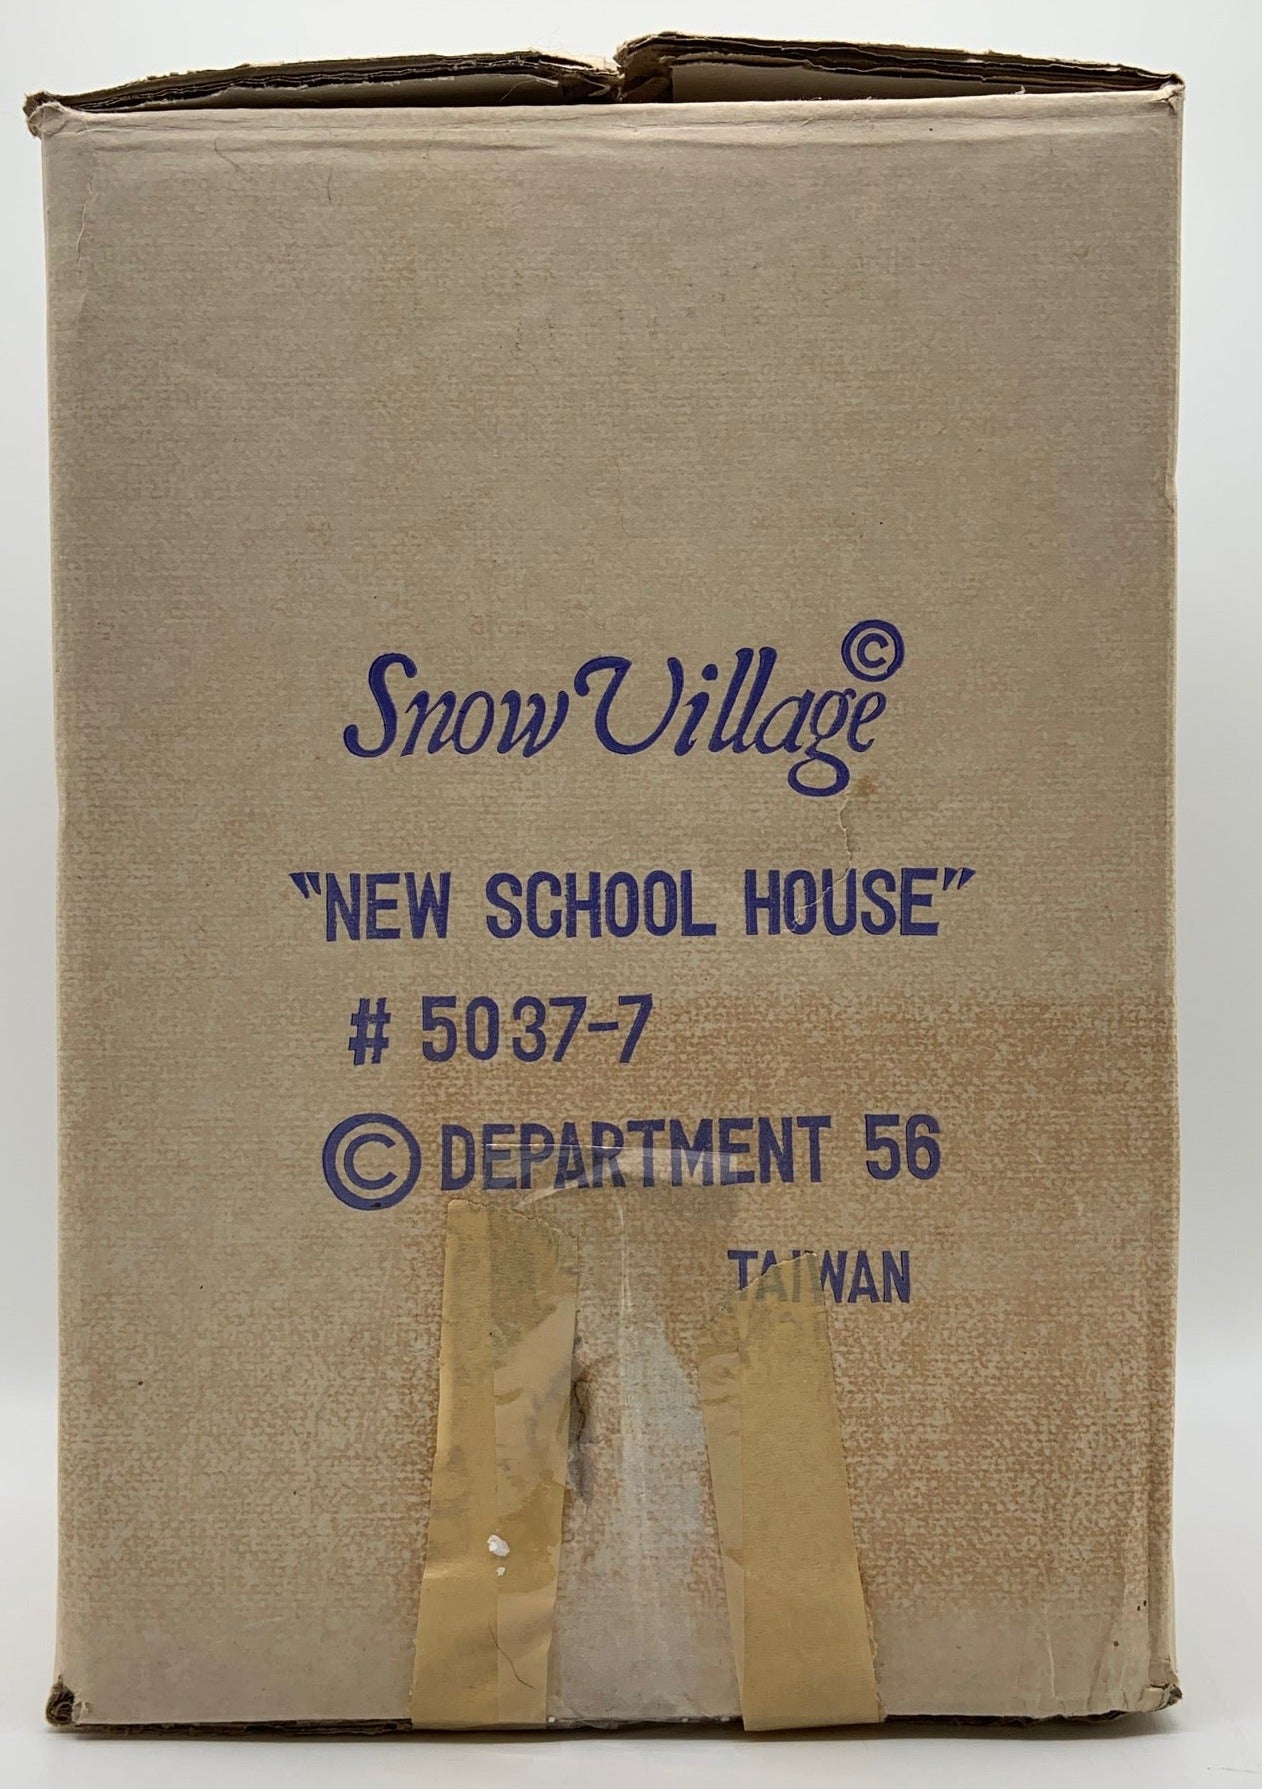 Snow Village©
"NEW SCHOOL HOUSE"
# 5037-7
© DEPARTMENT 56
TAIWAN